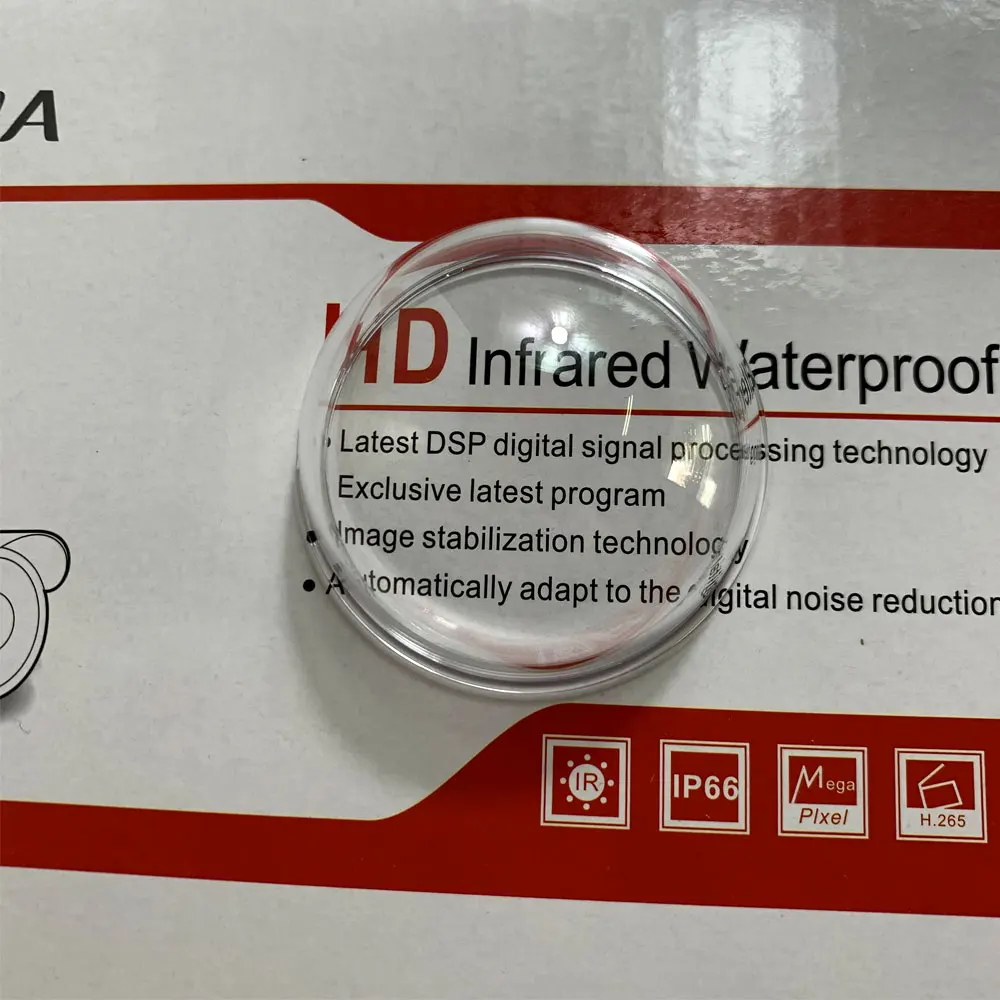 HD Infrared Waterproof
Latest DSP digital signal processing technology
Exclusive latest program
• Image stabilization technology
• Automatically adapt to the digital noise reduction
IR
IP66
Mega
PIxel
H.265